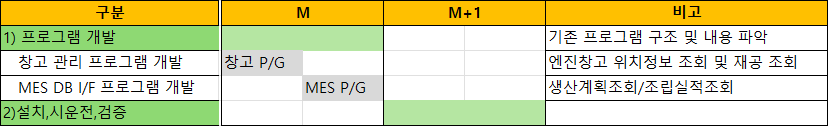 구분 M M+1 비고
1) 프로그램 개발 기존 프로그램 구조 및 내용 파악
창고 관리 프로그램 개발 창고 P/G 엔진창고 위치정보 조회 및 재공 조회
MES DB I/F 프로그램 개발 MES P/G 생산계획조회/조립실적조회
2)설치,시운전,검증